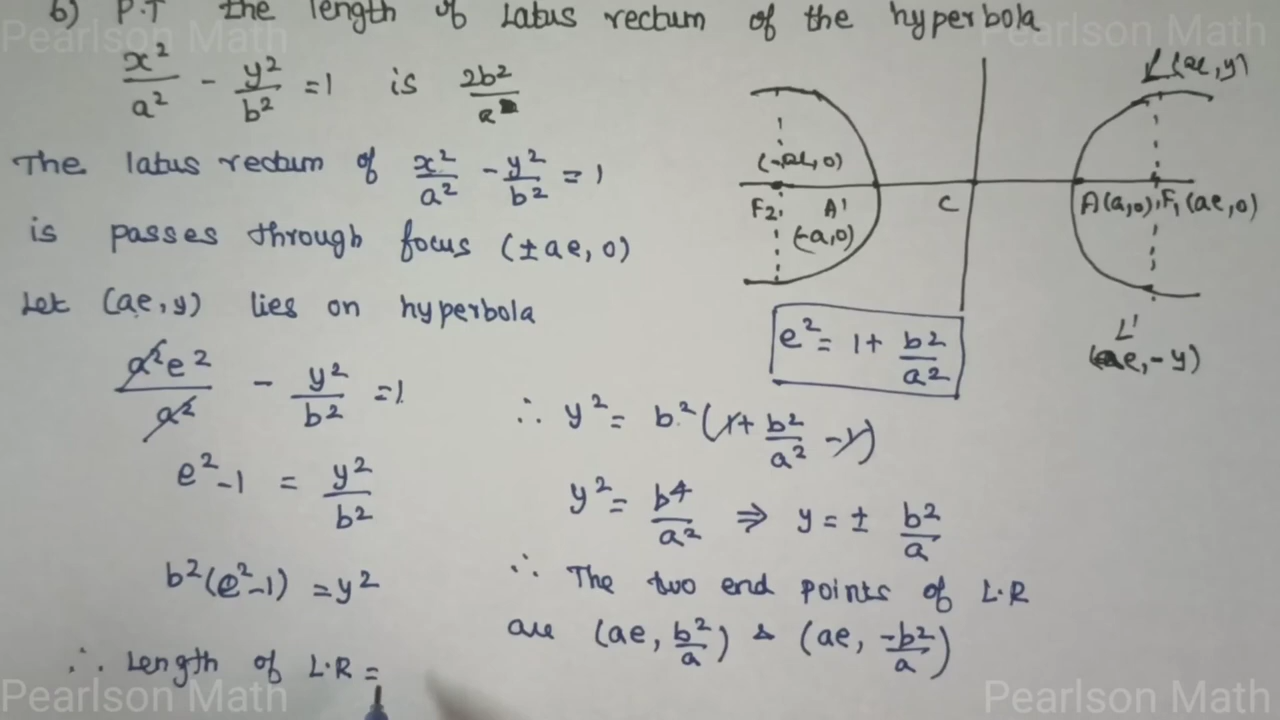 b) P.T the length of Latus rectum of the hyperbola
x²/a² - y²/b² = 1 is 2b²/a
The latus rectum of x²/a² - y²/b² = 1
is passes through focus (±ae, 0)
Let (ae, y) lies on hyperbola
a²e²/a² - y²/b² = 1
e² - 1 = y²/b²
b²(e²-1) = y²
∴ Length of L.R =
L(ae, y)
(-ae, 0)
F₂ A' C A(a,0) F₁(ae,0)
(-a,0)
L'
(ae, -y)
e² = 1 + b²/a²
∴ y² = b²(1 + b²/a² - 1)
y² = b⁴/a² ⇒ y = ± b²/a
∴ The two end points of L.R
are (ae, b²/a) & (ae, -b²/a)
Pearlson Math
Pearlson Math
Pearlson Math
Pearlson Math